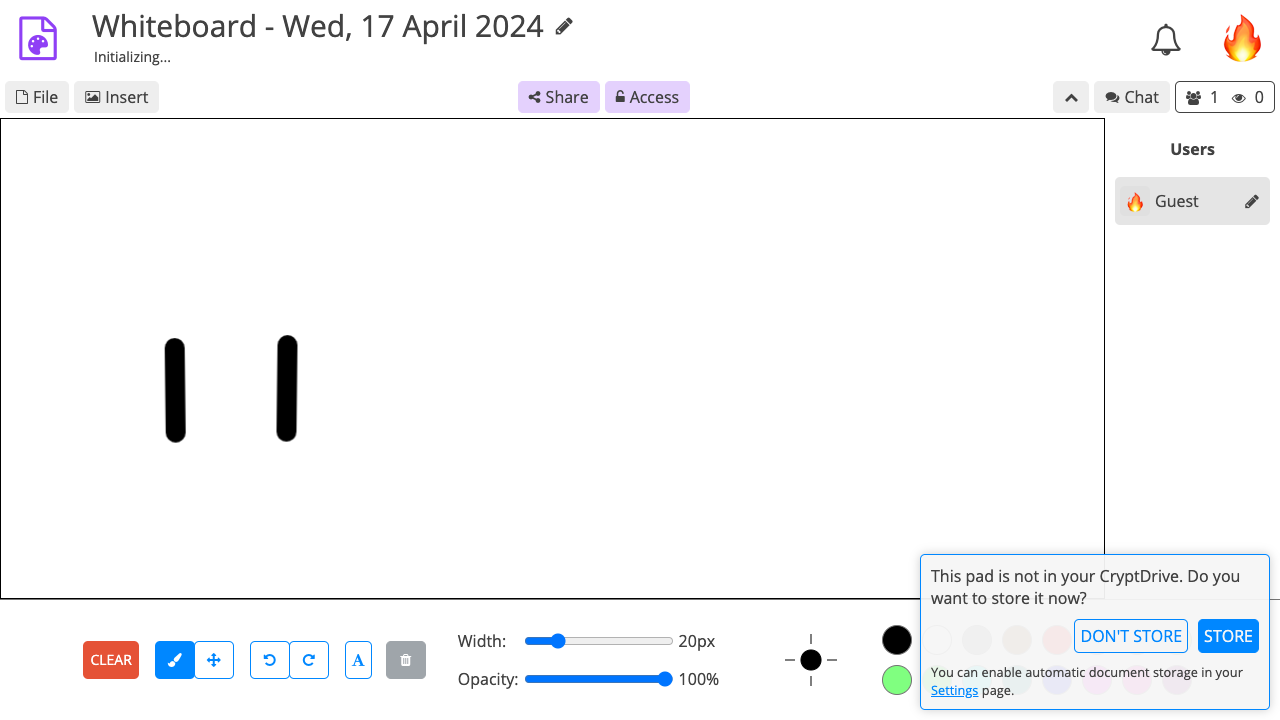 Whiteboard - Wed, 17 April 2024
Initializing...
File Insert Share Access Chat 1 0
Users
Guest
This pad is not in your CryptDrive. Do you
want to store it now?
DON'T STORE STORE
You can enable automatic document storage in your
Settings page.
CLEAR
A
Width: 20px
Opacity: 100%